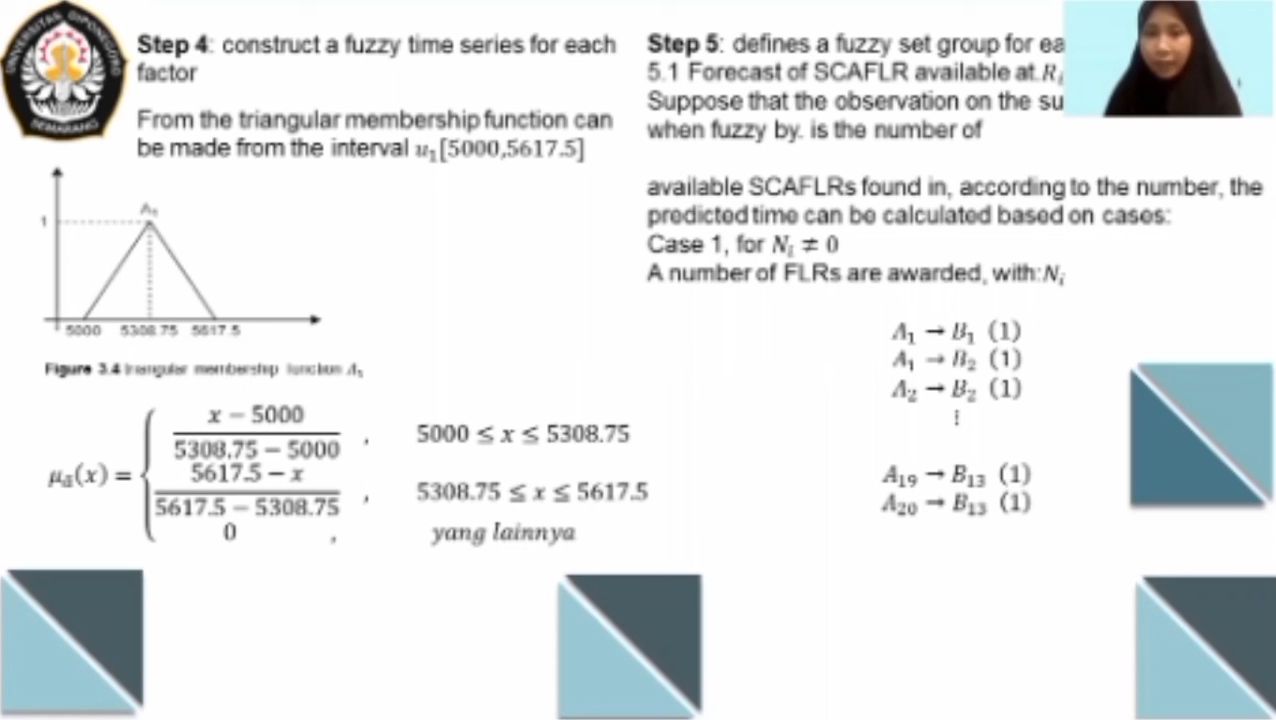 UNIVERSITAS DIPONEGORO
SEMARANG
Step 4: construct a fuzzy time series for each
factor
From the triangular membership function can
be made from the interval u₁[5000,5617.5]
A₁
1
5000 5308.75 5617.5
Figure 3.4 triangular membership function A₁
μₐ̃(x) =
x − 5000
5308.75 − 5000 , 5000 ≤ x ≤ 5308.75
5617.5 − x
5617.5 − 5308.75 , 5308.75 ≤ x ≤ 5617.5
0 , yang lainnya
Step 5: defines a fuzzy set group for ea
5.1 Forecast of SCAFLR available at.Rᵢ
Suppose that the observation on the su
when fuzzy by. is the number of
available SCAFLRs found in, according to the number, the
predicted time can be calculated based on cases:
Case 1, for Nᵢ ≠ 0
A number of FLRs are awarded, with:Nᵢ
A₁ → B₁ (1)
A₁ → B₂ (1)
A₂ → B₂ (1)
⋮
A₁₉ → B₁₃ (1)
A₂₀ → B₁₃ (1)